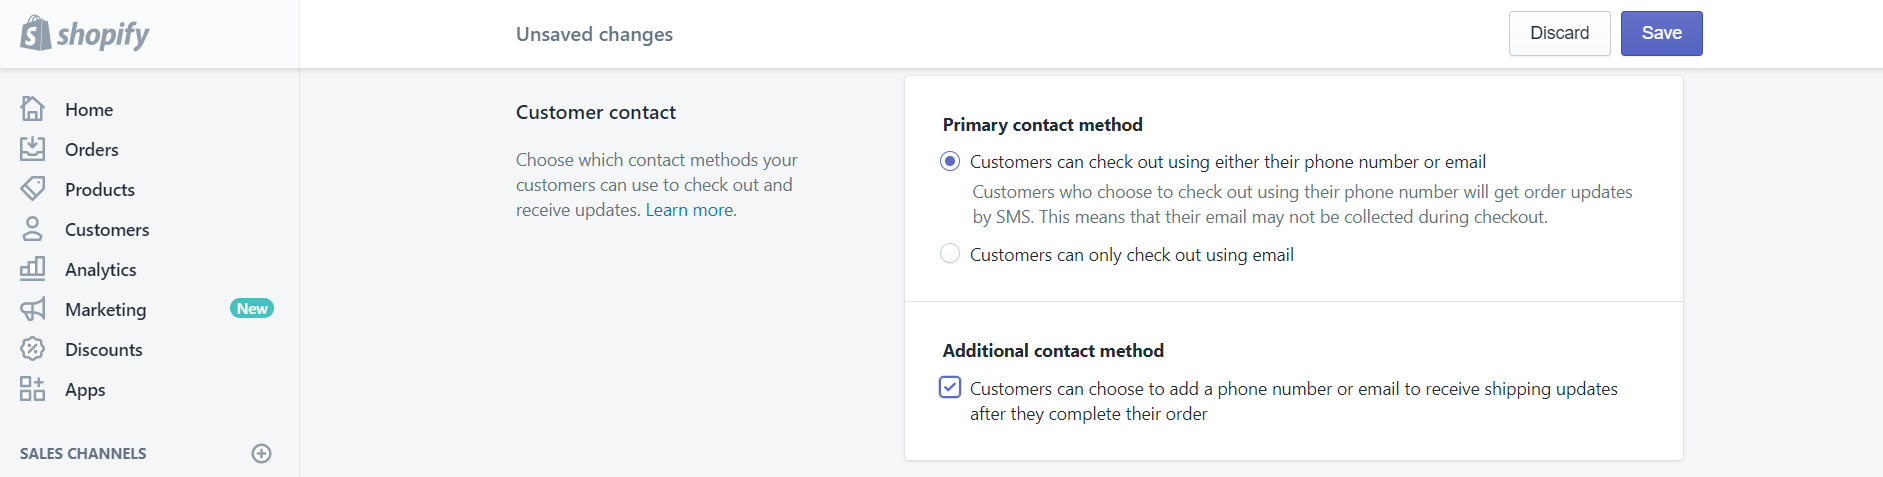 shopify
Unsaved changes
Discard
Save
Home
Orders
Products
Customers
Analytics
Marketing
New
Discounts
Apps
SALES CHANNELS
Customer contact
Choose which contact methods your
customers can use to check out and
receive updates. Learn more.
Primary contact method
Customers can check out using either their phone number or email
Customers who choose to check out using their phone number will get order updates
by SMS. This means that their email may not be collected during checkout.
Customers can only check out using email
Additional contact method
Customers can choose to add a phone number or email to receive shipping updates
after they complete their order